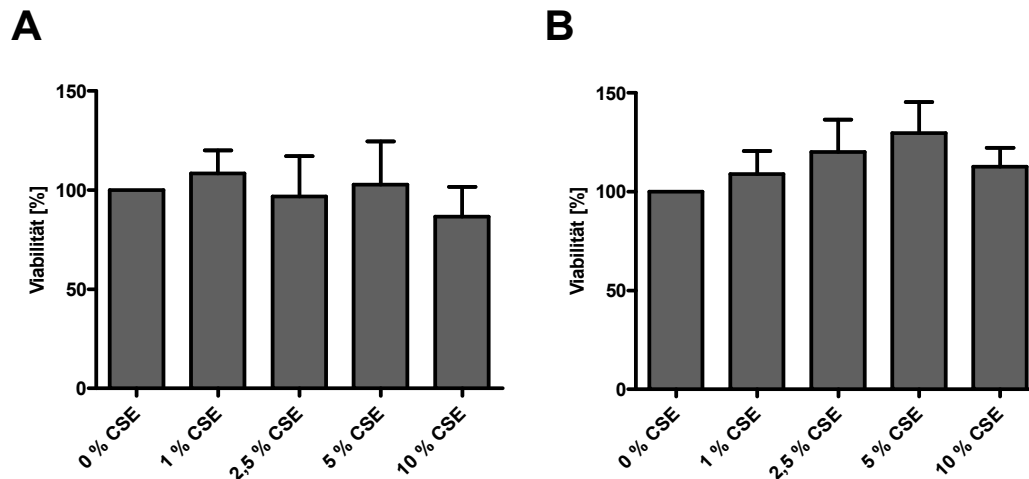 A
B
150
100
50
0
Viabilität [%]
0 % CSE
1 % CSE
2,5 % CSE
5 % CSE
10 % CSE
150
100
50
0
Viabilität [%]
0 % CSE
1 % CSE
2,5 % CSE
5 % CSE
10 % CSE